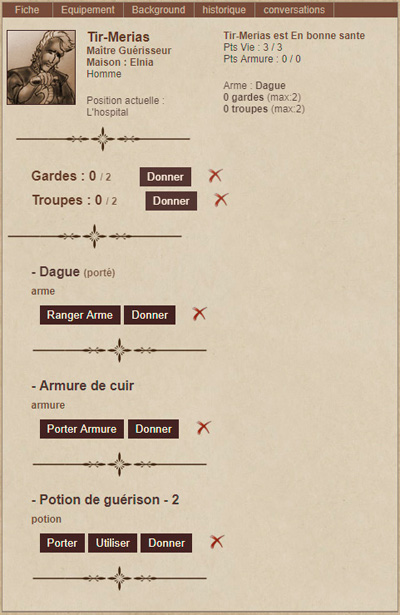 Fiche Equipement Background historique conversations
Tir-Merias
Maître Guérisseur
Maison : Elnia
Homme
Position actuelle :
L'hospital
Tir-Merias est En bonne sante
Pts Vie : 3 / 3
Pts Armure : 0 / 0
Arme : Dague
0 gardes (max:2)
0 troupes (max:2)
Gardes : 0 / 2 Donner
Troupes : 0 / 2 Donner
- Dague (porté)
arme
Ranger Arme Donner
- Armure de cuir
armure
Porter Armure Donner
- Potion de guérison - 2
potion
Porter Utiliser Donner